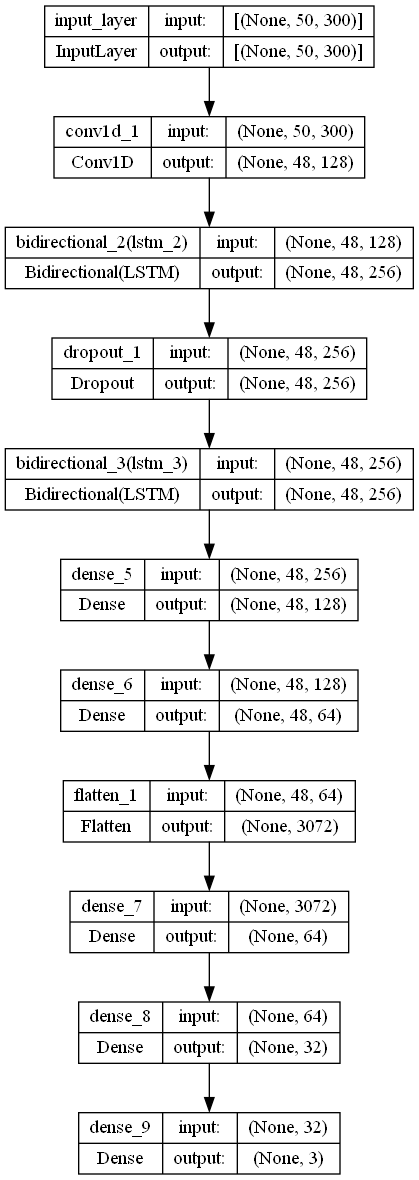 input_layer input: [(None, 50, 300)]
InputLayer output: [(None, 50, 300)]
conv1d_1 input: (None, 50, 300)
Conv1D output: (None, 48, 128)
bidirectional_2(lstm_2) input: (None, 48, 128)
Bidirectional(LSTM) output: (None, 48, 256)
dropout_1 input: (None, 48, 256)
Dropout output: (None, 48, 256)
bidirectional_3(lstm_3) input: (None, 48, 256)
Bidirectional(LSTM) output: (None, 48, 256)
dense_5 input: (None, 48, 256)
Dense output: (None, 48, 128)
dense_6 input: (None, 48, 128)
Dense output: (None, 48, 64)
flatten_1 input: (None, 48, 64)
Flatten output: (None, 3072)
dense_7 input: (None, 3072)
Dense output: (None, 64)
dense_8 input: (None, 64)
Dense output: (None, 32)
dense_9 input: (None, 32)
Dense output: (None, 3)